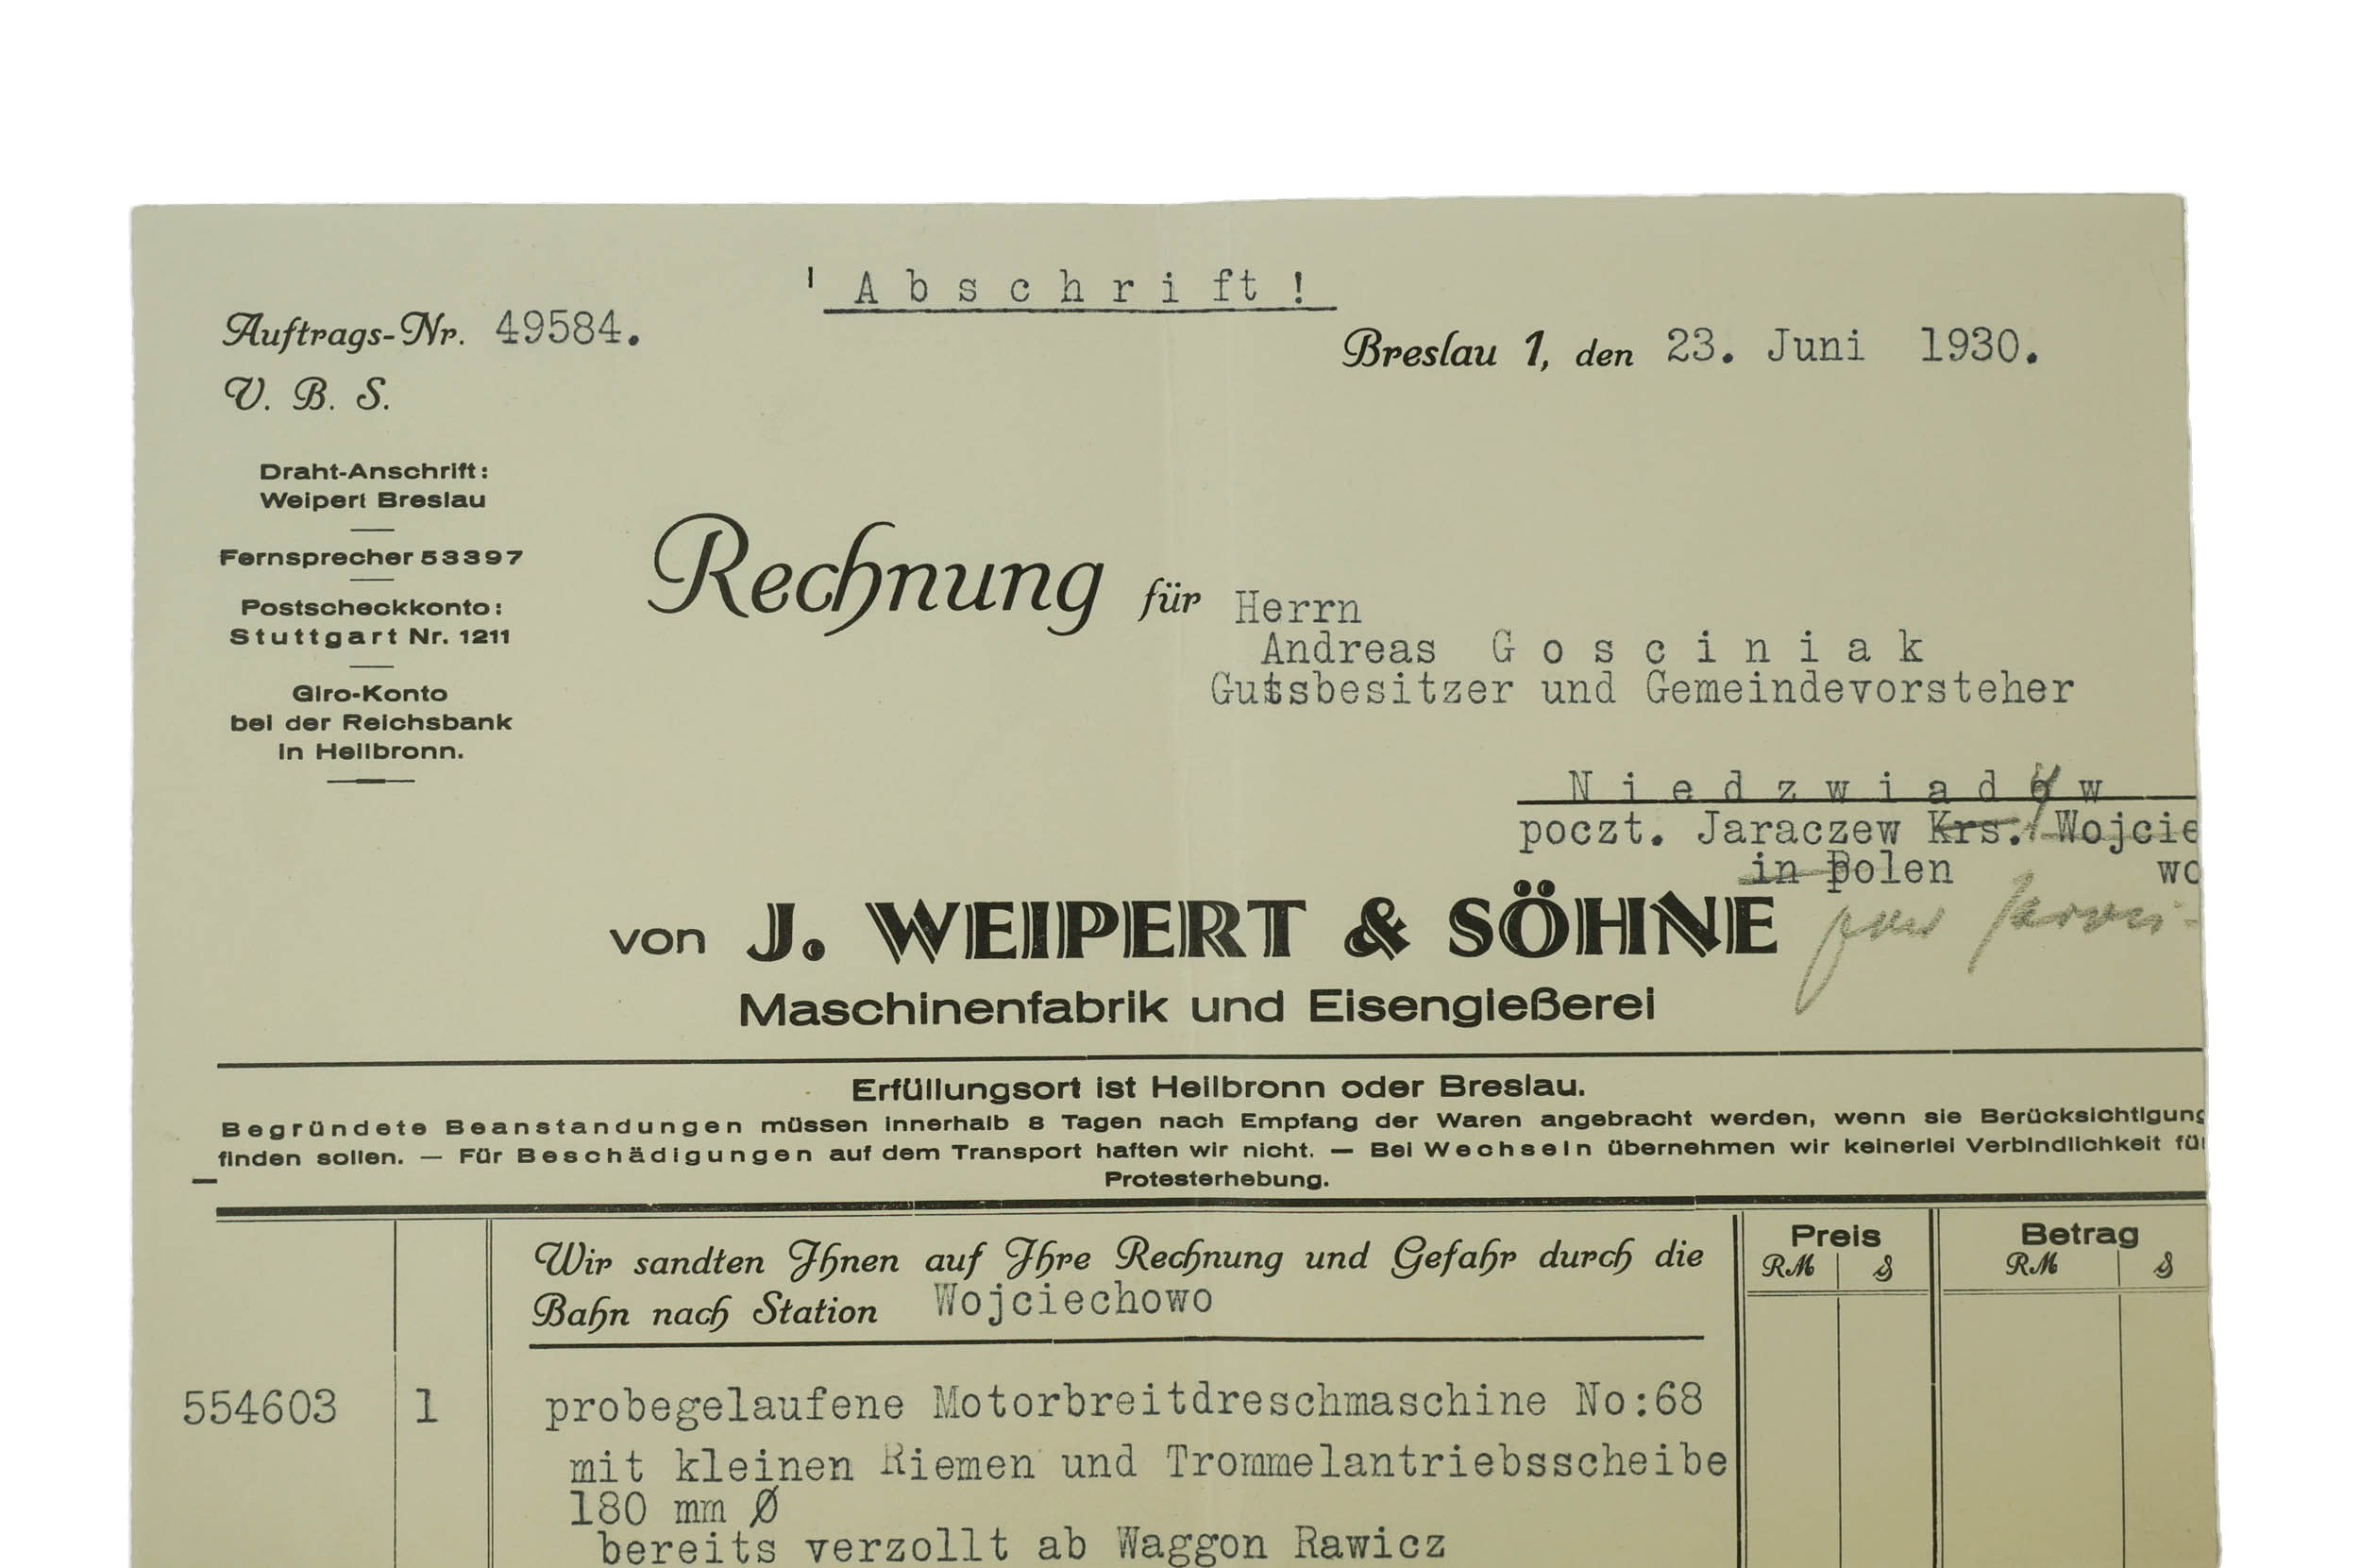 Abschrift!
Auftrags-Nr. 49584.
Breslau 1, den 23. Juni 1930.
V. B. S.
Draht-Anschrift:
Weipert Breslau
Fernsprecher 53397
Postscheckkonto:
Stuttgart Nr. 1211
Giro-Konto
bei der Reichsbank
in Heilbronn.
Rechnung für Herrn
Andreas Gosciniak
Gutsbesitzer und Gemeindevorsteher
Niedzwiady
poczt. Jaraczew Krs. Wojcie
in Polen wo
von J. WEIPERT & SÖHNE
Maschinenfabrik und Eisengießerei
Erfüllungsort ist Heilbronn oder Breslau.
Begründete Beanstandungen müssen innerhalb 8 Tagen nach Empfang der Waren angebracht werden, wenn sie Berücksichtigung
finden sollen. — Für Beschädigungen auf dem Transport haften wir nicht. — Bei Wechseln übernehmen wir keinerlei Verbindlichkeit für
Protesterhebung.
Wir sandten Ihnen auf Ihre Rechnung und Gefahr durch die
Bahn nach Station Wojciechowo
Preis
RM ₰
Betrag
RM ₰
554603 1 probegelaufene Motorbreitdreschmaschine No:68
mit kleinen Riemen und Trommelantriebsscheibe
180 mm Ø
bereits verzollt ab Waggon Rawicz